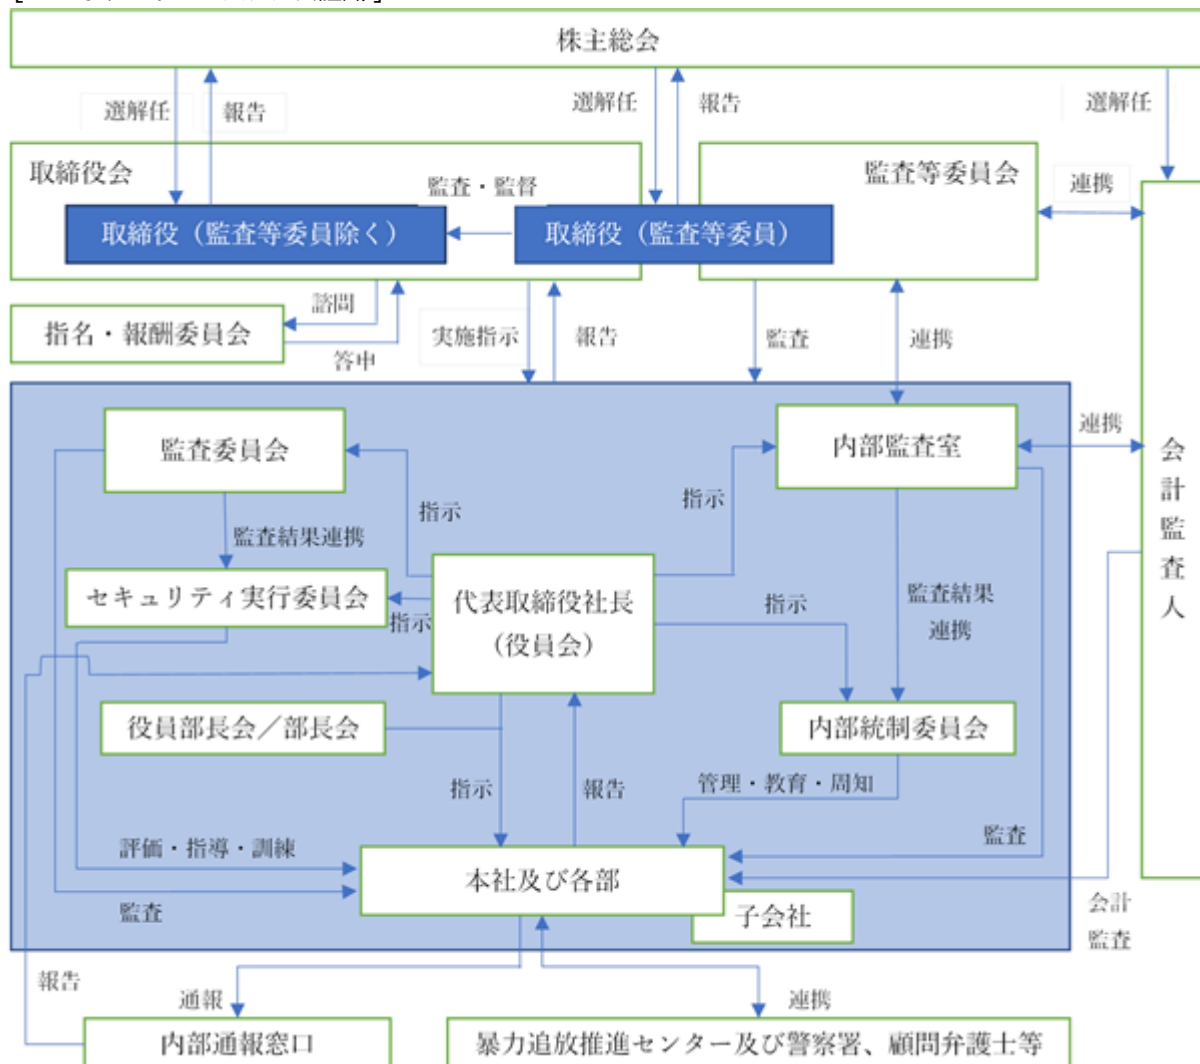 株主総会
選解任
報告
選解任
報告
選解任
取締役会
監査・監督
監査等委員会
連携
取締役（監査等委員除く）
取締役（監査等委員）
諮問
指名・報酬委員会
答申
実施指示
報告
監査
連携
監査委員会
内部監査室
連携
会計監査人
指示
指示
監査結果連携
セキュリティ実行委員会
指示
代表取締役社長
（役員会）
指示
監査結果
連携
役員部長会／部長会
内部統制委員会
指示
報告
管理・教育・周知
評価・指導・訓練
監査
本社及び各部
監査
子会社
会計
監査
報告
通報
連携
内部通報窓口
暴力追放推進センター及び警察署、顧問弁護士等